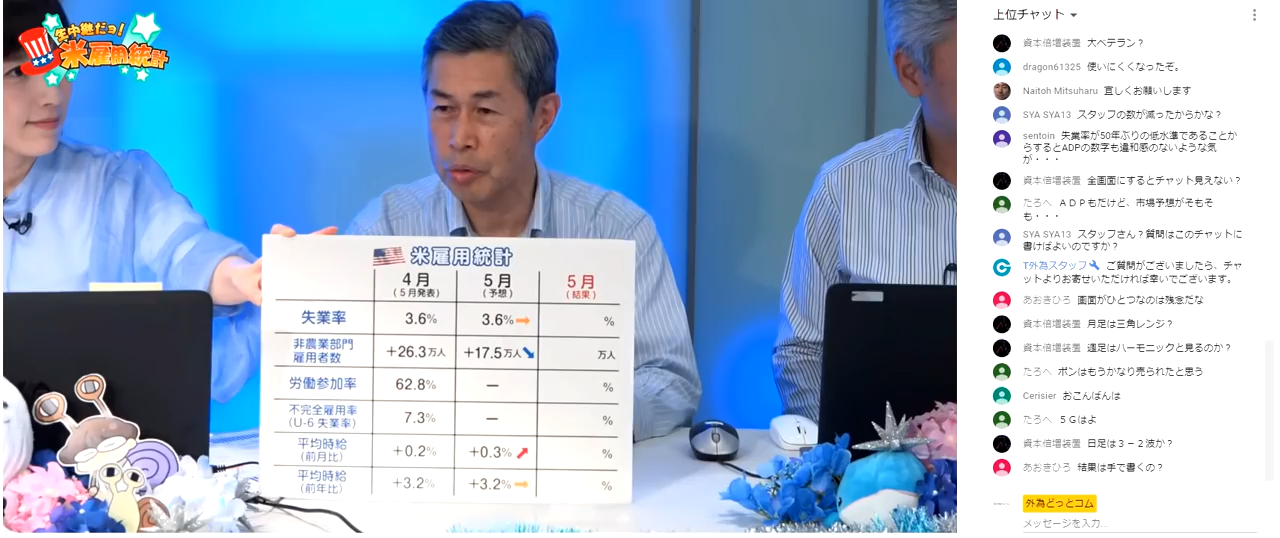 生中継だョ!
米雇用統計
米雇用統計
4月
(5月発表)
5月
(予想)
5月
(結果)
失業率
3.6%
3.6%➡
%
非農業部門
雇用者数
+26.3万人
+17.5万人
万人
労働参加率
62.8%
―
%
不完全雇用率
(U-6 失業率)
7.3%
―
%
平均時給
(前月比)
+0.2%
+0.3%
%
平均時給
(前年比)
+3.2%
+3.2%➡
%
上位チャット
資本倍増装置 大ベテラン?
dragon61325 使いにくくなったぞ。
Naitoh Mitsuharu 宜しくお願いします
SYA SYA13 スタッフの数が減ったからかな?
sentoin 失業率が50年ぶりの低水準であることか
らするとADPの数字も違和感のないような気
が・・・
資本倍増装置 全画面にするとチャット見えない?
たろへ ADPもだけど、市場予想がそもそ
も・・・
SYA SYA13 スタッフさん?質問はこのチャットに
書けばよいのですか?
T外為スタッフ ご質問がございましたら、チャ
ットよりお寄せいただければ幸いでございます。
あおきひろ 画面がひとつなのは残念だな
資本倍増装置 月足は三角レンジ?
資本倍増装置 週足はハーモニックと見るのか?
たろへ ポンはもうかなり売られたと思う
Cerisier おこんばんは
たろへ 5Gはよ
資本倍増装置 日足は3-2波か?
あおきひろ 結果は手で書くの?
外為どっとコム
メッセージを入力...